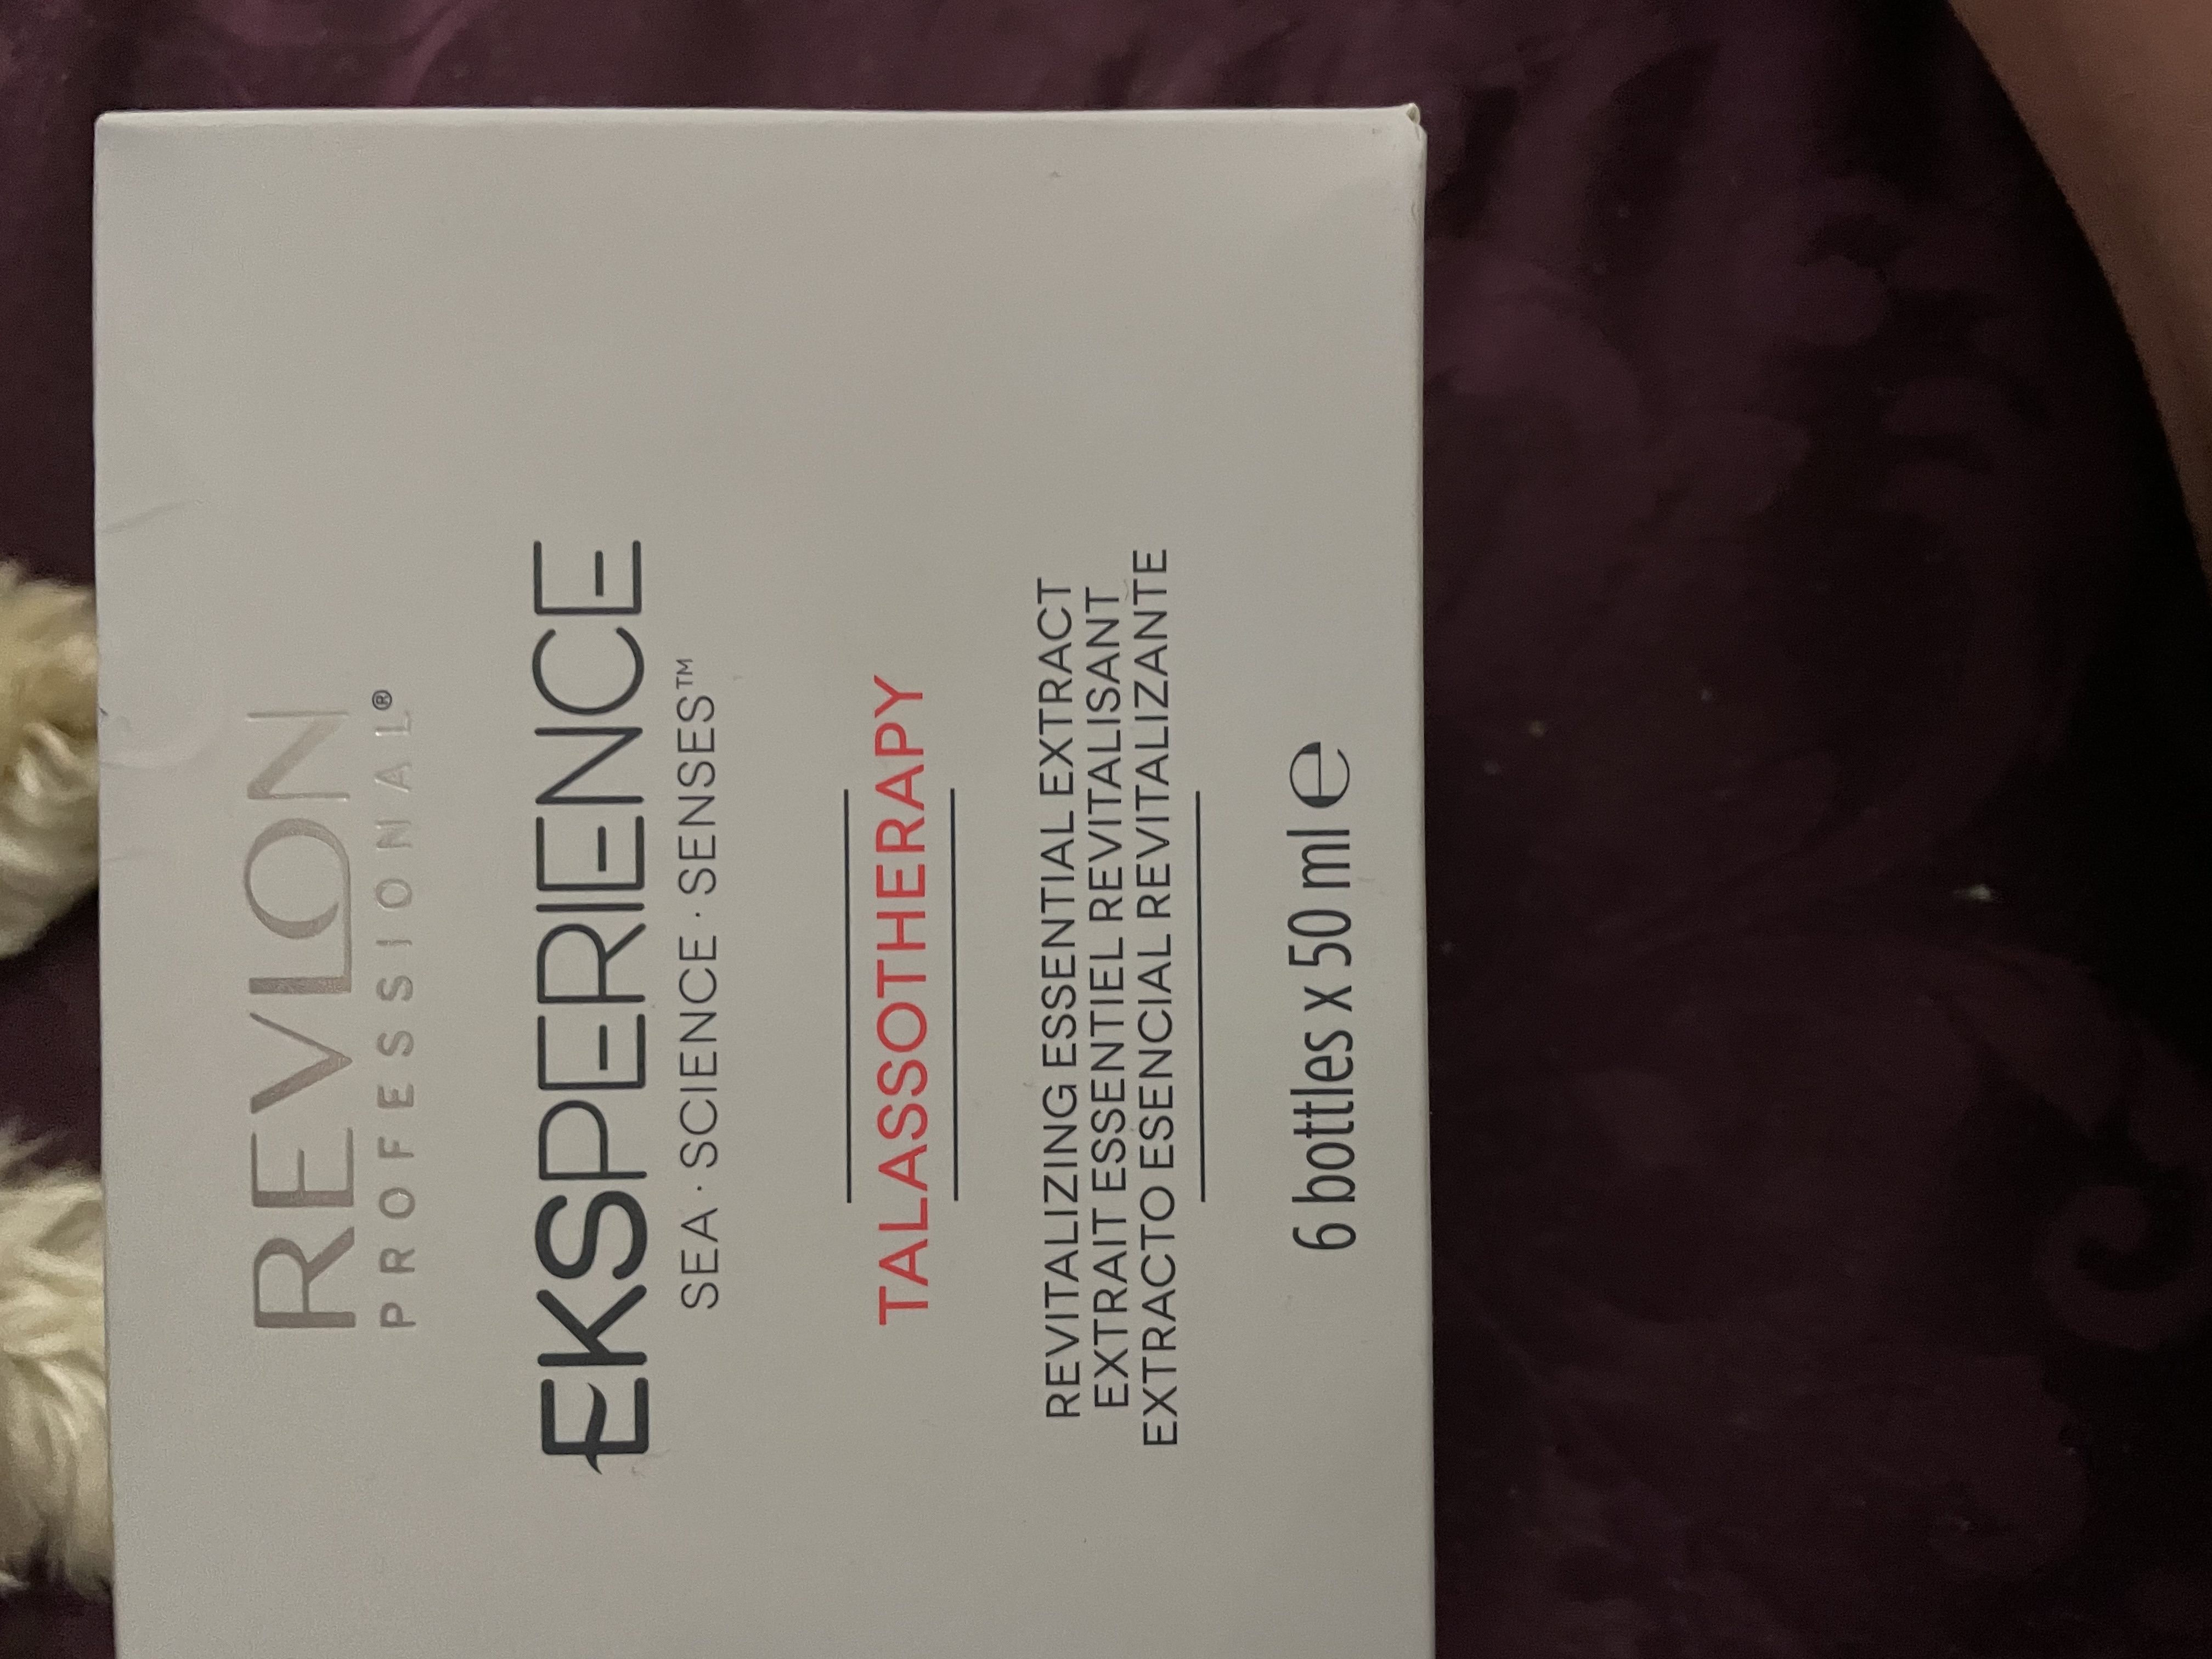 REVLON
PROFESSIONAL®
EKSPERIENCE
SEA · SCIENCE · SENSES™
TALASSOTHERAPY
REVITALIZING ESSENTIAL EXTRACT
EXTRAIT ESSENTIEL REVITALISANT
EXTRACTO ESENCIAL REVITALIZANTE
6 bottles x 50 ml ℮